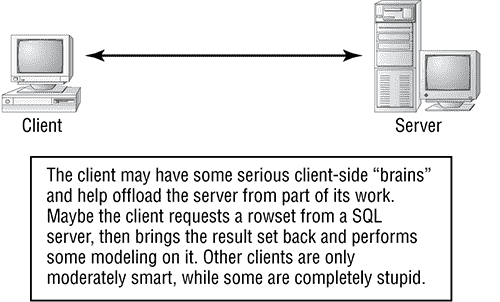 Client
Server
The client may have some serious client-side “brains”
and help offload the server from part of its work.
Maybe the client requests a rowset from a SQL
server, then brings the result set back and performs
some modeling on it. Other clients are only
moderately smart, while some are completely stupid.